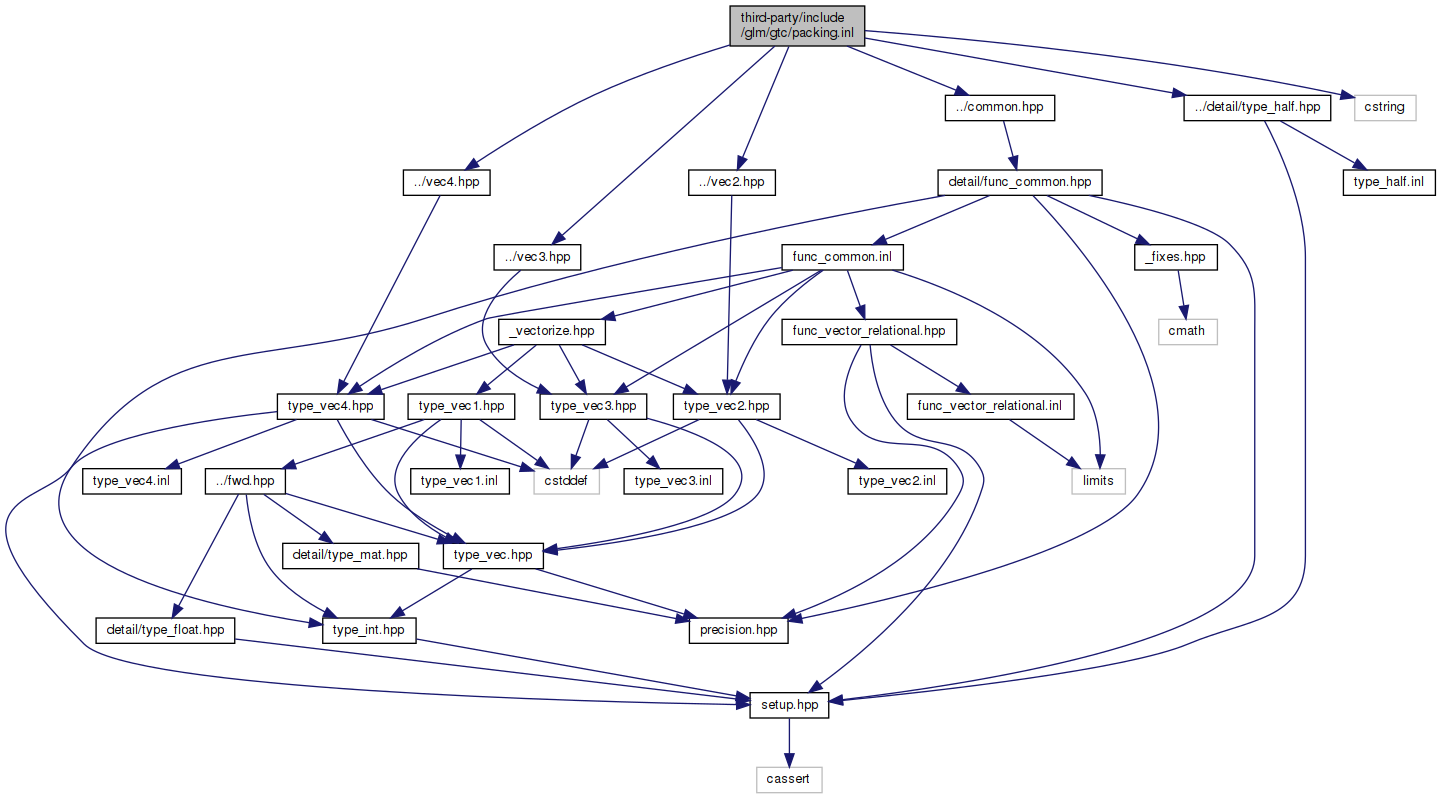 third-party/include
/glm/gtc/packing.inl
../common.hpp
../detail/type_half.hpp
cstring
../vec4.hpp
../vec2.hpp
detail/func_common.hpp
type_half.inl
../vec3.hpp
func_common.inl
_fixes.hpp
_vectorize.hpp
func_vector_relational.hpp
cmath
type_vec4.hpp
type_vec1.hpp
type_vec3.hpp
type_vec2.hpp
func_vector_relational.inl
type_vec4.inl
../fwd.hpp
type_vec1.inl
cstddef
type_vec3.inl
type_vec2.inl
limits
detail/type_mat.hpp
type_vec.hpp
detail/type_float.hpp
type_int.hpp
precision.hpp
setup.hpp
cassert